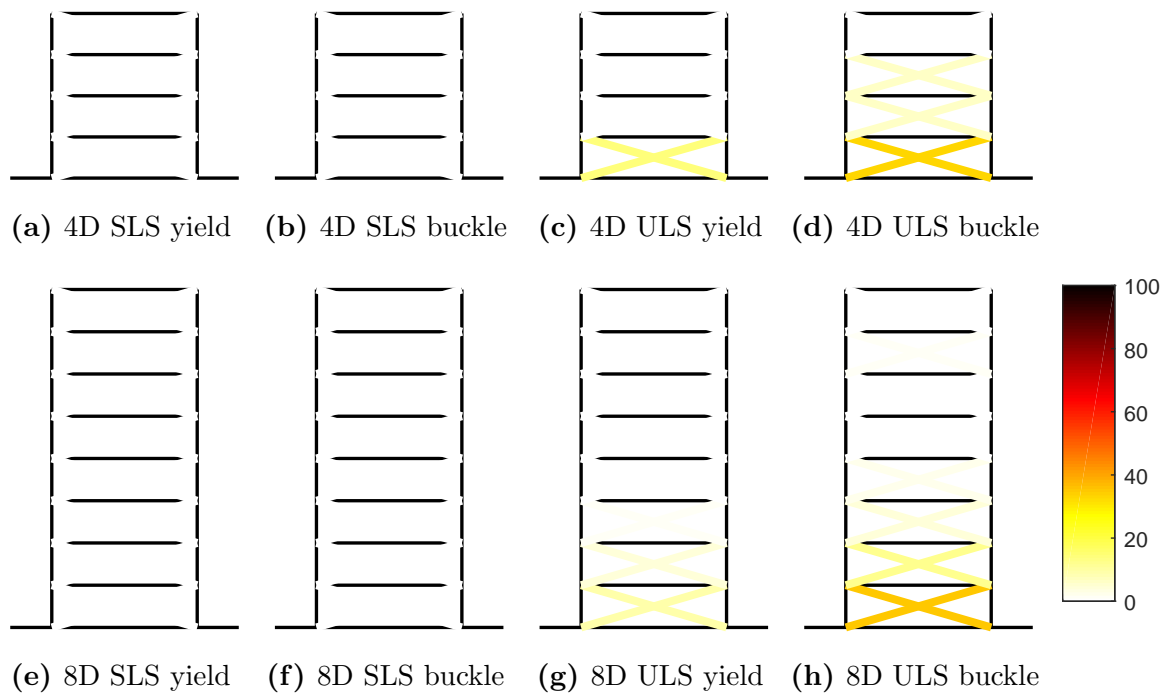 (a) 4D SLS yield
(b) 4D SLS buckle
(c) 4D ULS yield
(d) 4D ULS buckle
100
80
60
40
20
0
(e) 8D SLS yield
(f) 8D SLS buckle
(g) 8D ULS yield
(h) 8D ULS buckle